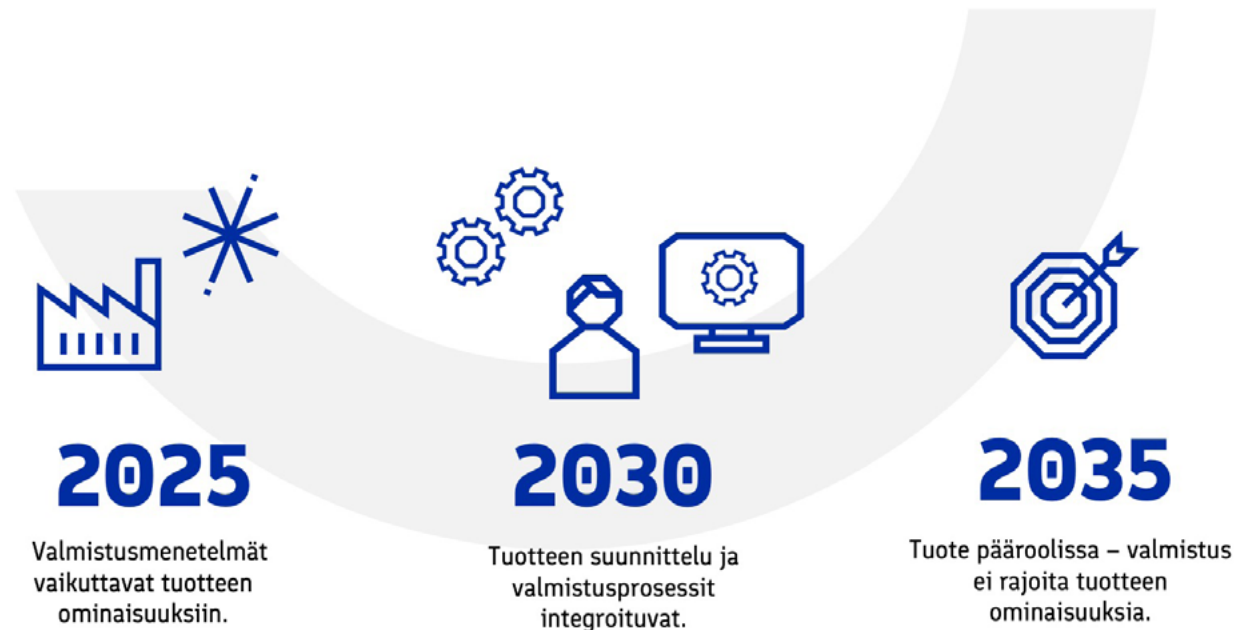 2025
Valmistusmenetelmät
vaikuttavat tuotteen
ominaisuuksiin.
2030
Tuotteen suunnittelu ja
valmistusprosessit
integroituvat.
2035
Tuote pääroolissa – valmistus
ei rajoita tuotteen
ominaisuuksia.